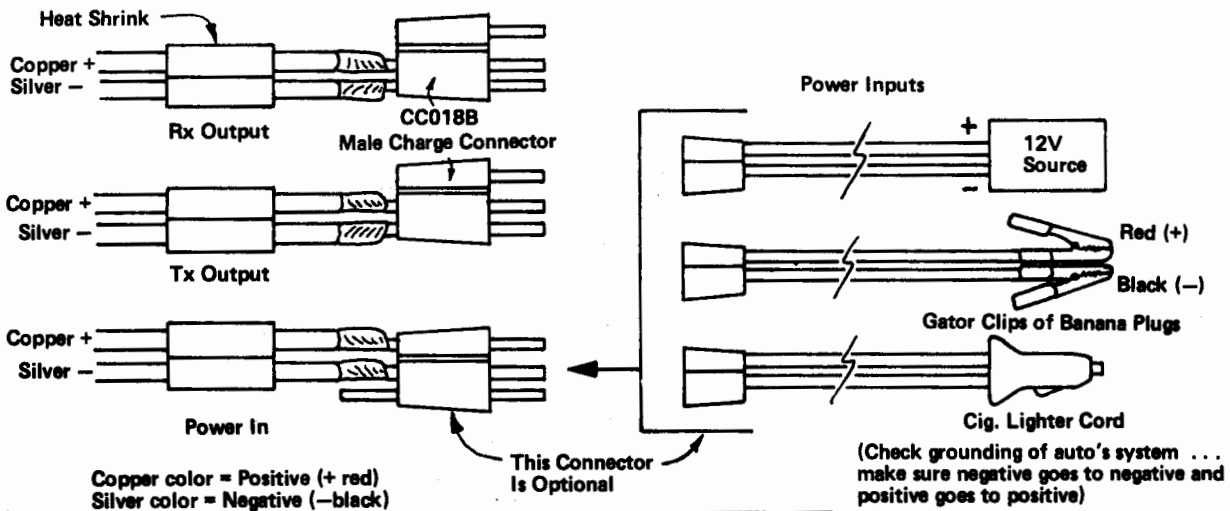 Heat Shrink
Copper +
Silver —
Rx Output
CC018B
Male Charge Connector
Copper +
Silver —
Tx Output
Copper +
Silver —
Power In
Copper color = Positive (+ red)
Silver color = Negative (—black)
This Connector
Is Optional
Power Inputs
+
—
12V
Source
Red (+)
Black (—)
Gator Clips of Banana Plugs
Cig. Lighter Cord
(Check grounding of auto's system ...
make sure negative goes to negative and
positive goes to positive)